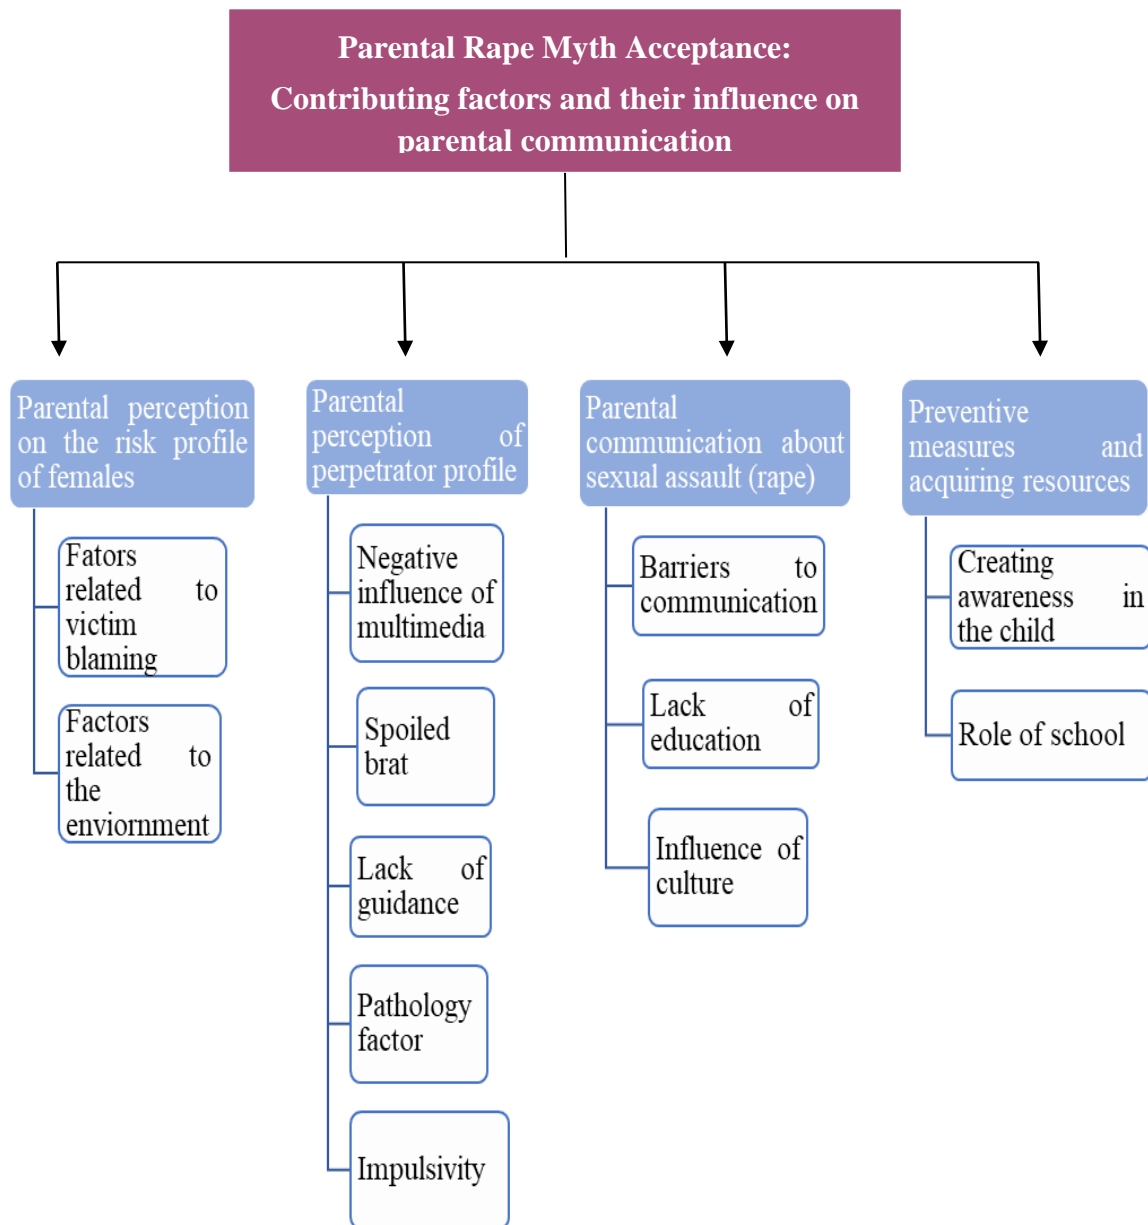 Parental Rape Myth Acceptance:
Contributing factors and their influence on
parental communication
Parental perception
on the risk profile
of females
Fators
related to
victim
blaming
Factors
related to
the
enviornment
Parental
perception of
perpetrator profile
Negative
influence of
multimedia
Spoiled
brat
Lack of
guidance
Pathology
factor
Impulsivity
Parental
communication about
sexual assault (rape)
Barriers to
communication
Lack of
education
Influence of
culture
Preventive
measures and
acquiring resources
Creating
awareness in
the child
Role of school